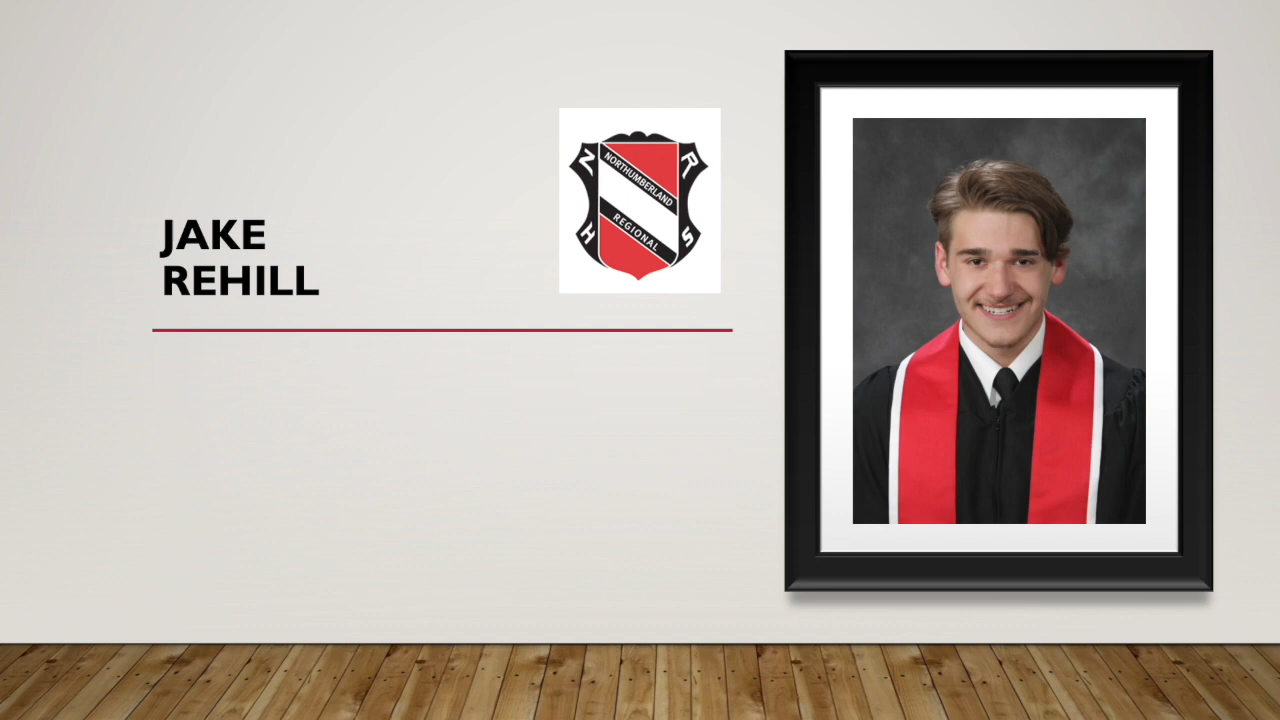 JAKE
REHILL
N R
NORTHUMBERLAND
REGIONAL
H S